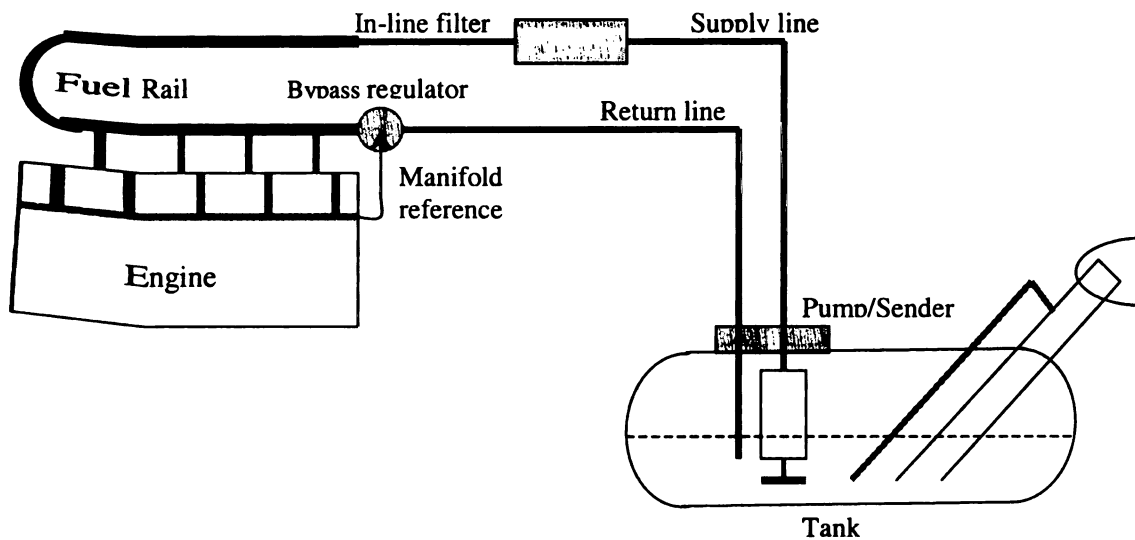 In-line filter
Supply line
Fuel Rail
Bypass regulator
Return line
Manifold
reference
Engine
Pump/Sender
Tank